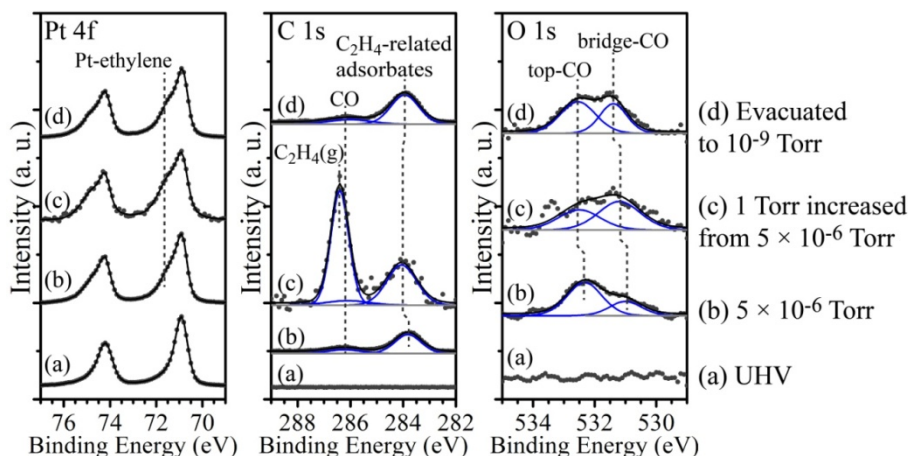 Pt 4f
Pt-ethylene
(d)
(c)
(b)
(a)
Intensity (a. u.)
76 74 72 70
Binding Energy (eV)
C 1s
C₂H₄-related
adsorbates
(d)
CO
C₂H₄(g)
(c)
(b)
(a)
Intensity (a. u.)
288 286 284 282
Binding Energy (eV)
O 1s
bridge-CO
top-CO
(d)
(c)
(b)
(a)
Intensity (a. u.)
534 532 530
Binding Energy (eV)
(d) Evacuated
to 10⁻⁹ Torr
(c) 1 Torr increased
from 5 × 10⁻⁶ Torr
(b) 5 × 10⁻⁶ Torr
(a) UHV